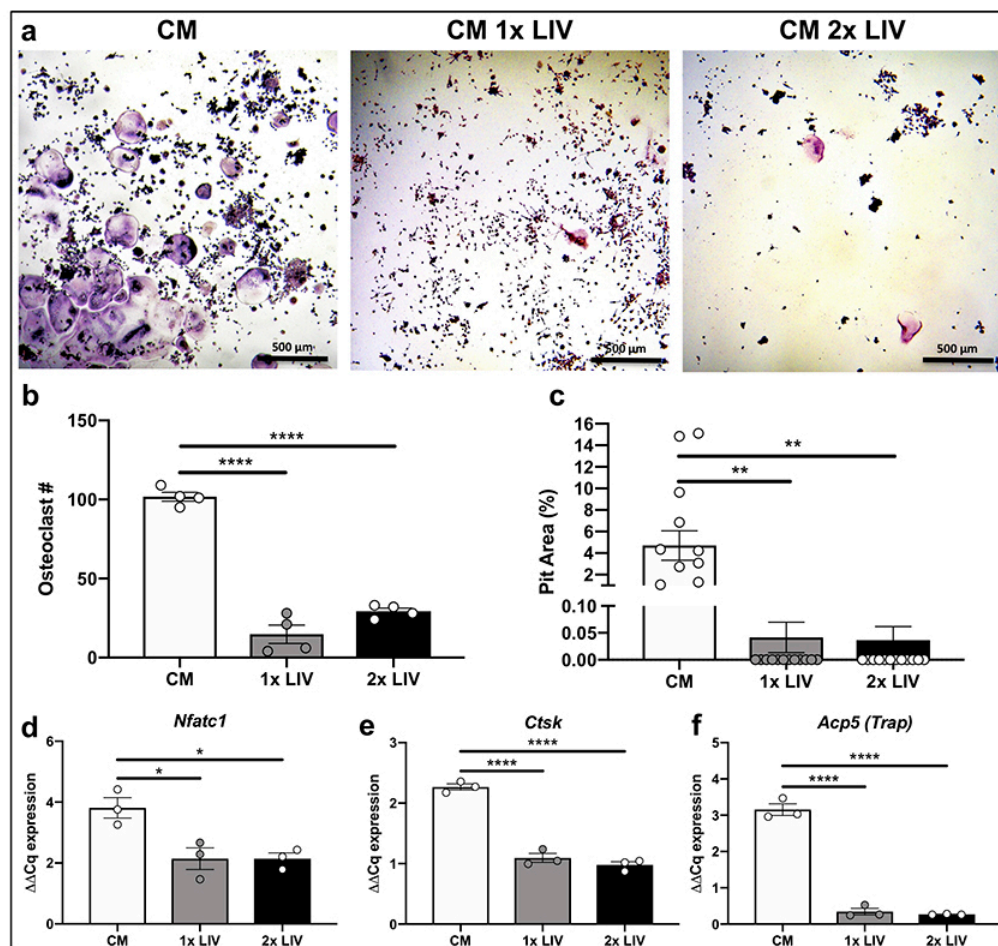 a
CM
CM 1x LIV
CM 2x LIV
500 µm
500 µm
500 µm
b
Osteoclast #
150
100
50
0
****
****
CM
1x LIV
2x LIV
c
Pit Area (%)
16
14
12
10
8
6
4
2
0.10
0.05
0.00
**
**
CM
1x LIV
2x LIV
d
Nfatc1
ΔΔCq expression
6
4
2
0
*
*
CM
1x LIV
2x LIV
e
Ctsk
ΔΔCq expression
3
2
1
0
****
****
CM
1x LIV
2x LIV
f
Acp5 (Trap)
ΔΔCq expression
5
4
3
2
1
0
****
****
CM
1x LIV
2x LIV